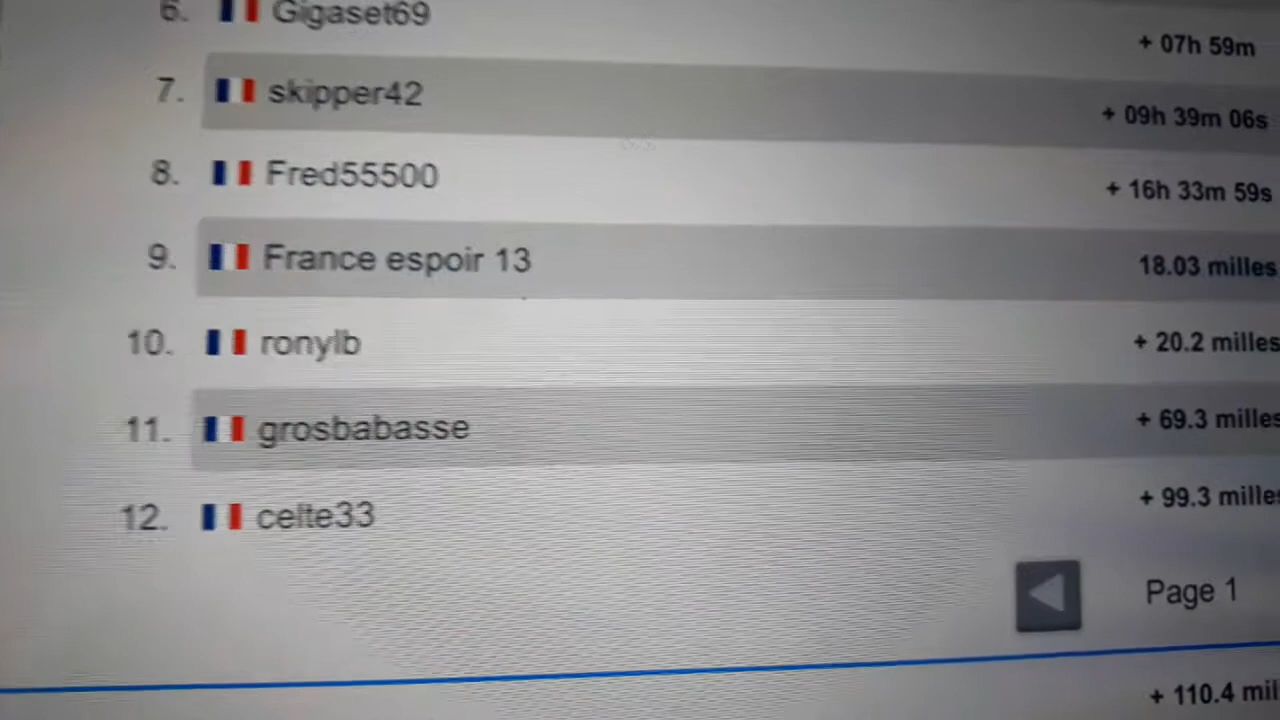 6. Gigaset69 + 07h 59m
7. skipper42 + 09h 39m 06s
8. Fred55500 + 16h 33m 59s
9. France espoir 13 18.03 milles
10. ronylb + 20.2 milles
11. grosbabasse + 69.3 milles
12. celte33 + 99.3 milles
Page 1
+ 110.4 mil